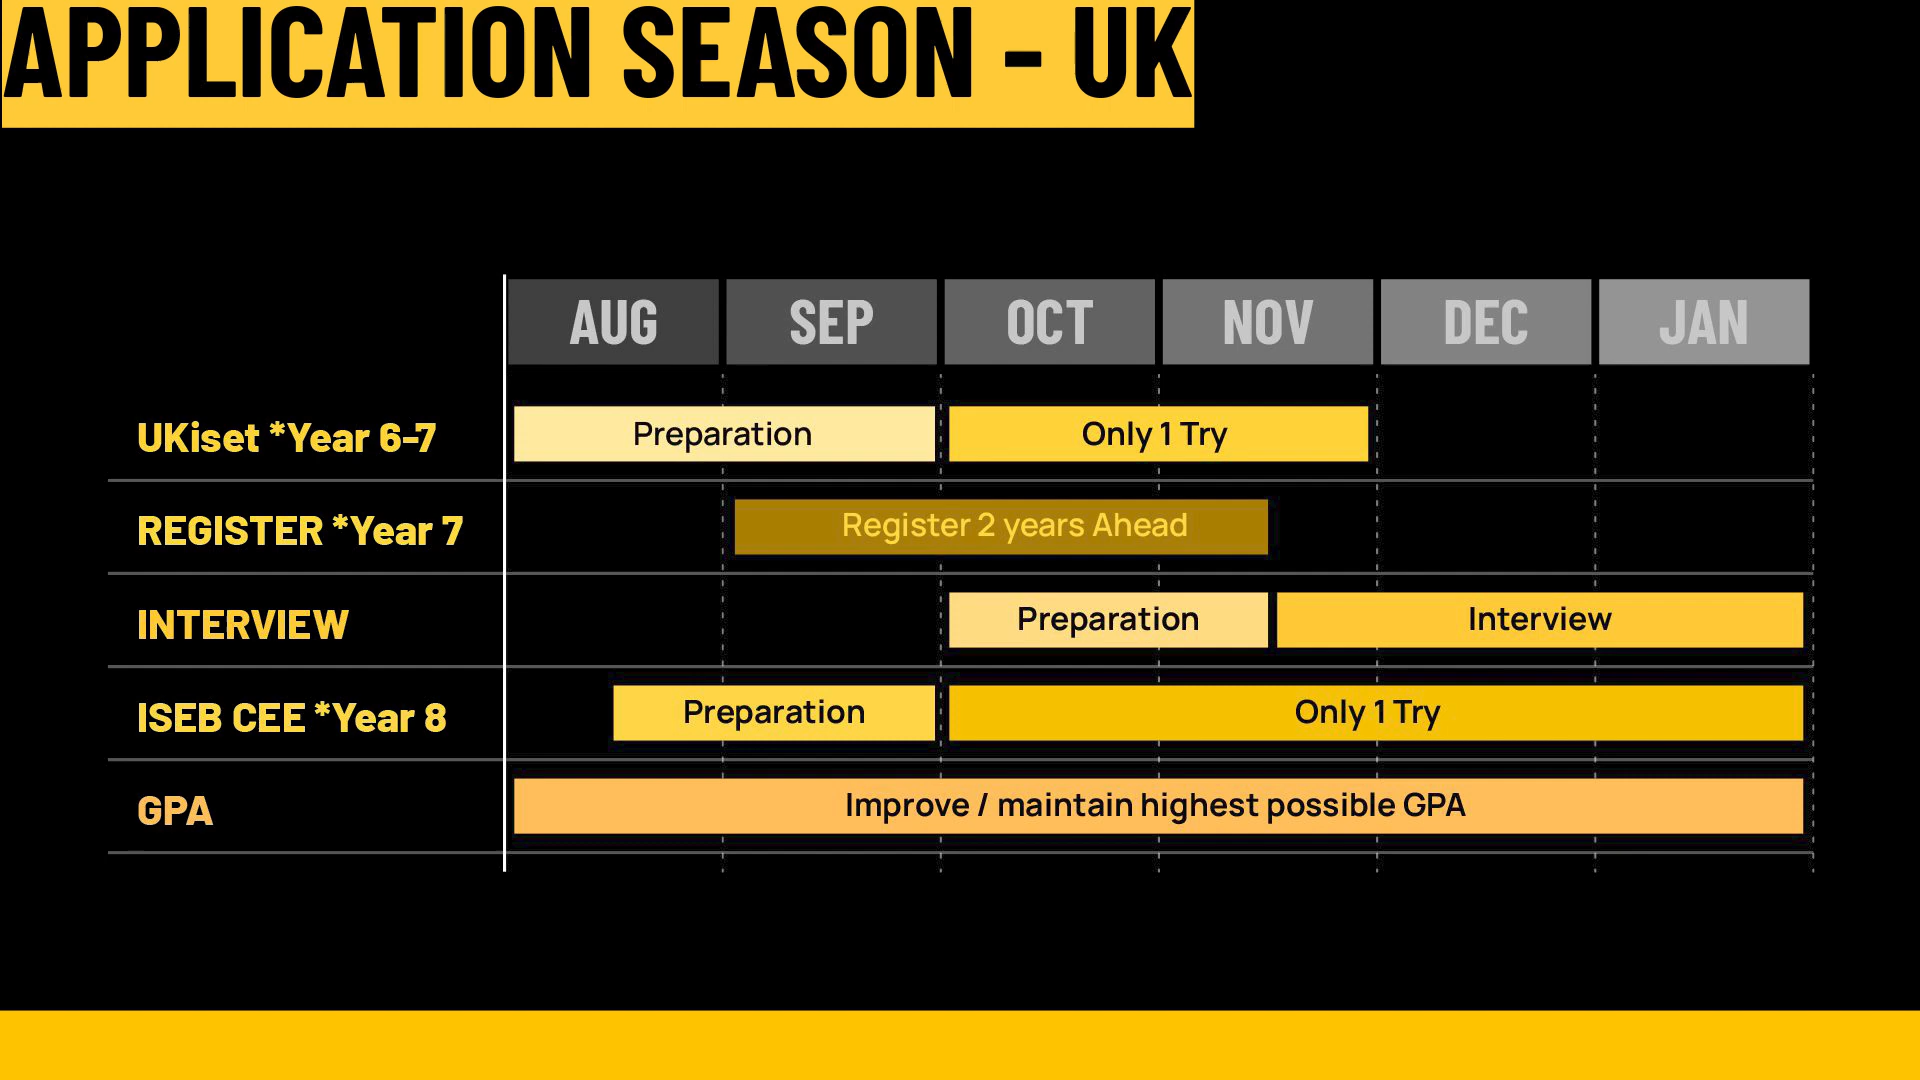 APPLICATION SEASON - UK
AUG SEP OCT NOV DEC JAN
UKiset *Year 6-7 Preparation Only 1 Try
REGISTER *Year 7 Register 2 years Ahead
INTERVIEW Preparation Interview
ISEB CEE *Year 8 Preparation Only 1 Try
GPA Improve / maintain highest possible GPA